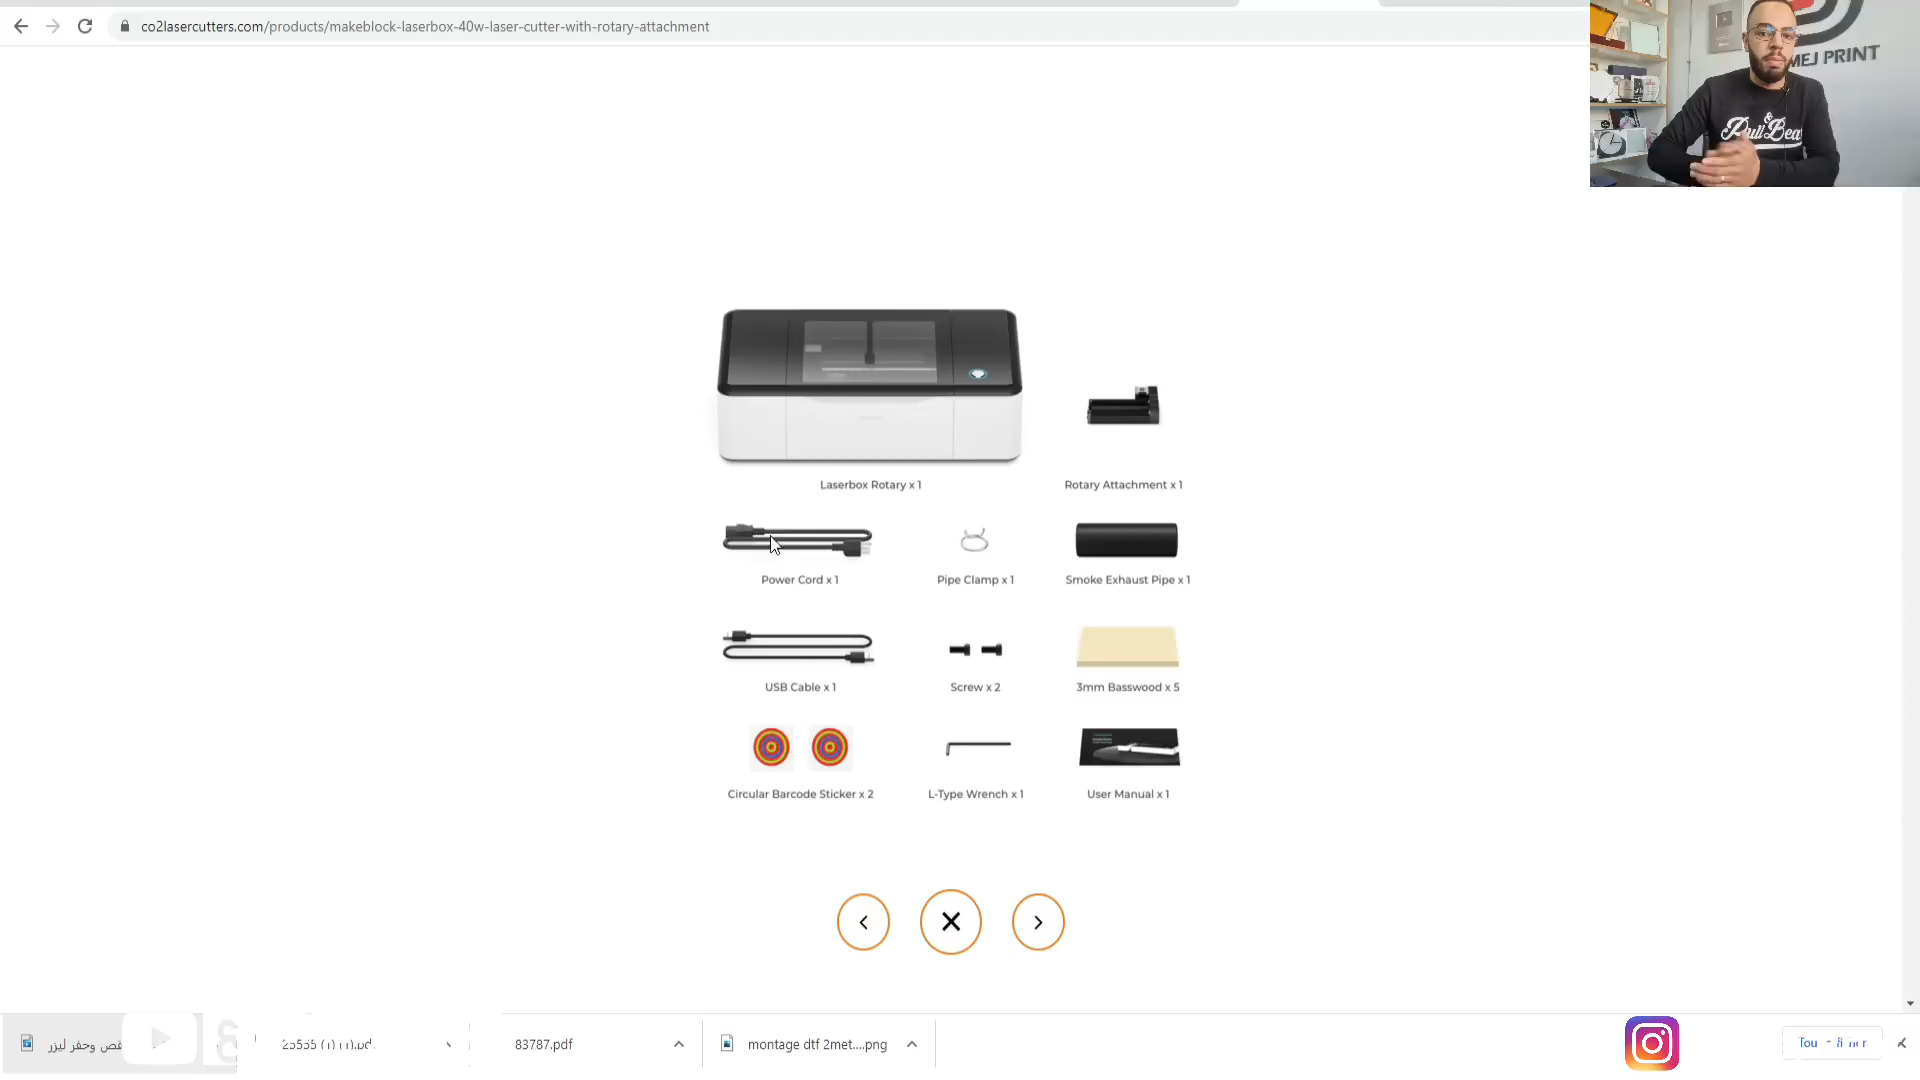 co2lasercutters.com/products/makeblock-laserbox-40w-laser-cutter-with-rotary-attachment
MEJ PRINT
Pull & Bear
Laserbox Rotary x 1
Rotary Attachment x 1
Power Cord x 1
Pipe Clamp x 1
Smoke Exhaust Pipe x 1
USB Cable x 1
Screw x 2
3mm Basswood x 5
Circular Barcode Sticker x 2
L-Type Wrench x 1
User Manual x 1
قص وحفر ليزر
83787.pdf
montage dtf 2met....png